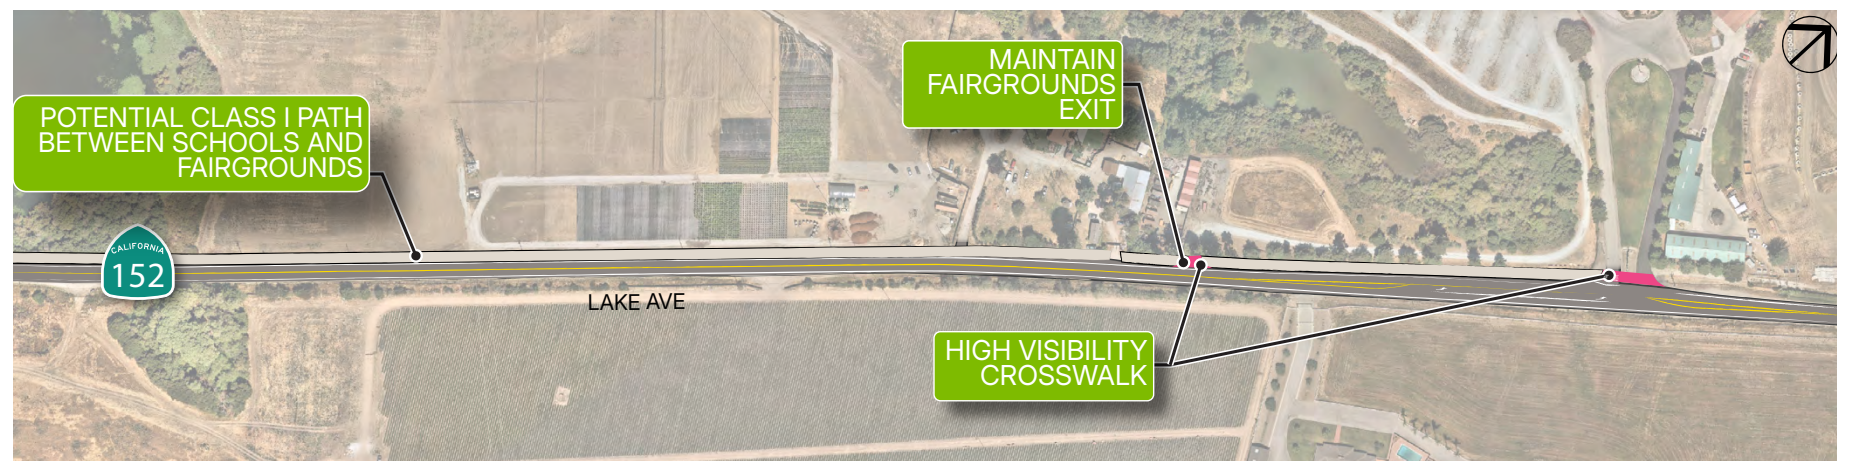 MAINTAIN
FAIRGROUNDS
EXIT
POTENTIAL CLASS I PATH
BETWEEN SCHOOLS AND
FAIRGROUNDS
CALIFORNIA
152
LAKE AVE
HIGH VISIBILITY
CROSSWALK